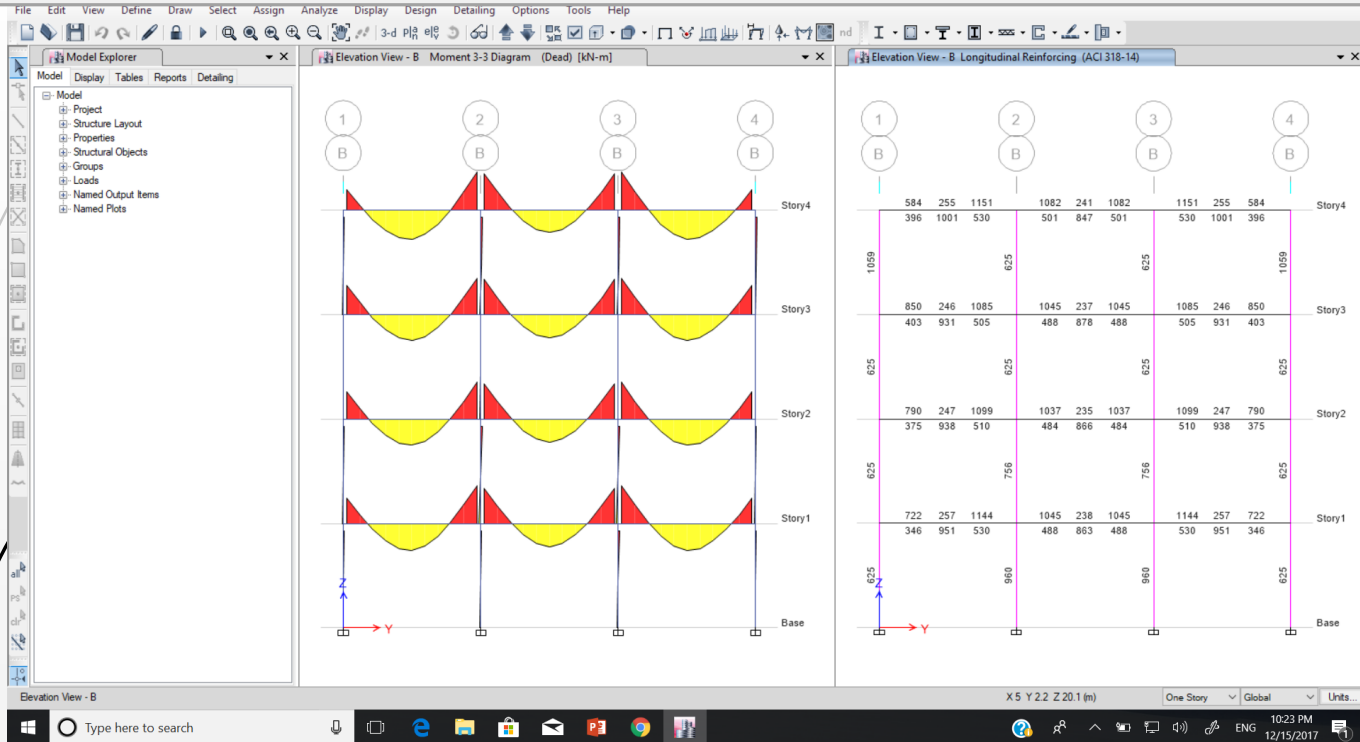 File Edit View Define Draw Select Assign Analyze Display Design Detailing Options Tools Help
3-d nd
Model Explorer
Model Display Tables Reports Detailing
Model
Project
Structure Layout
Properties
Structural Objects
Groups
Loads
Named Output Items
Named Plots
all
ps
clr
Elevation View - B Moment 3-3 Diagram (Dead) [kN-m]
1 2 3 4
B B B B
Story4
Story3
Story2
Story1
Base
Z
Y
Elevation View - B Longitudinal Reinforcing (ACI 318-14)
1 2 3 4
B B B B
584 255 1151 1082 241 1082 1151 255 584 Story4
396 1001 530 501 847 501 530 1001 396
1059 625 625 1059
850 246 1085 1045 237 1045 1085 246 850 Story3
403 931 505 488 878 488 505 931 403
625 625 625 625
790 247 1099 1037 235 1037 1099 247 790 Story2
375 938 510 484 866 484 510 938 375
625 756 756 625
722 257 1144 1045 238 1045 1144 257 722 Story1
346 951 530 488 863 488 530 951 346
625 960 960 625
Z
Y
Base
Elevation View - B X 5 Y 2.2 Z 20.1 (m) One Story Global Units...
Type here to search ENG 10:23 PM
12/15/2017